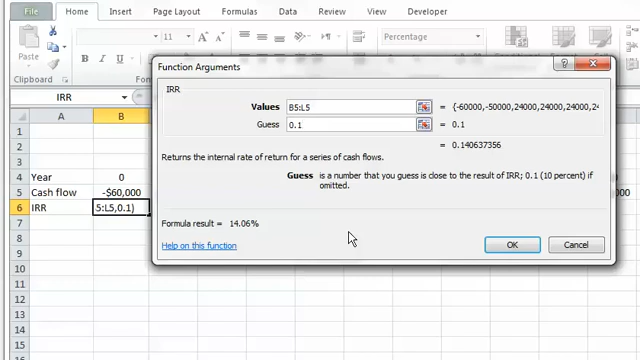 File Home Insert Page Layout Formulas Data Review View Developer
Paste
Clipboard
11
Percentage
Function Arguments
IRR
Values B5:L5 = {-60000,-50000,24000,24000,24000,24
Guess 0.1 = 0.1
= 0.140637356
Returns the internal rate of return for a series of cash flows.
Guess is a number that you guess is close to the result of IRR; 0.1 (10 percent) if
omitted.
Formula result = 14.06%
Help on this function
OK Cancel
IRR
A B
1
2
3
4 Year 0
5 Cash flow -$60,000
6 IRR 5:L5,0.1)
7
8
9
10
11
12
13
14
15
16